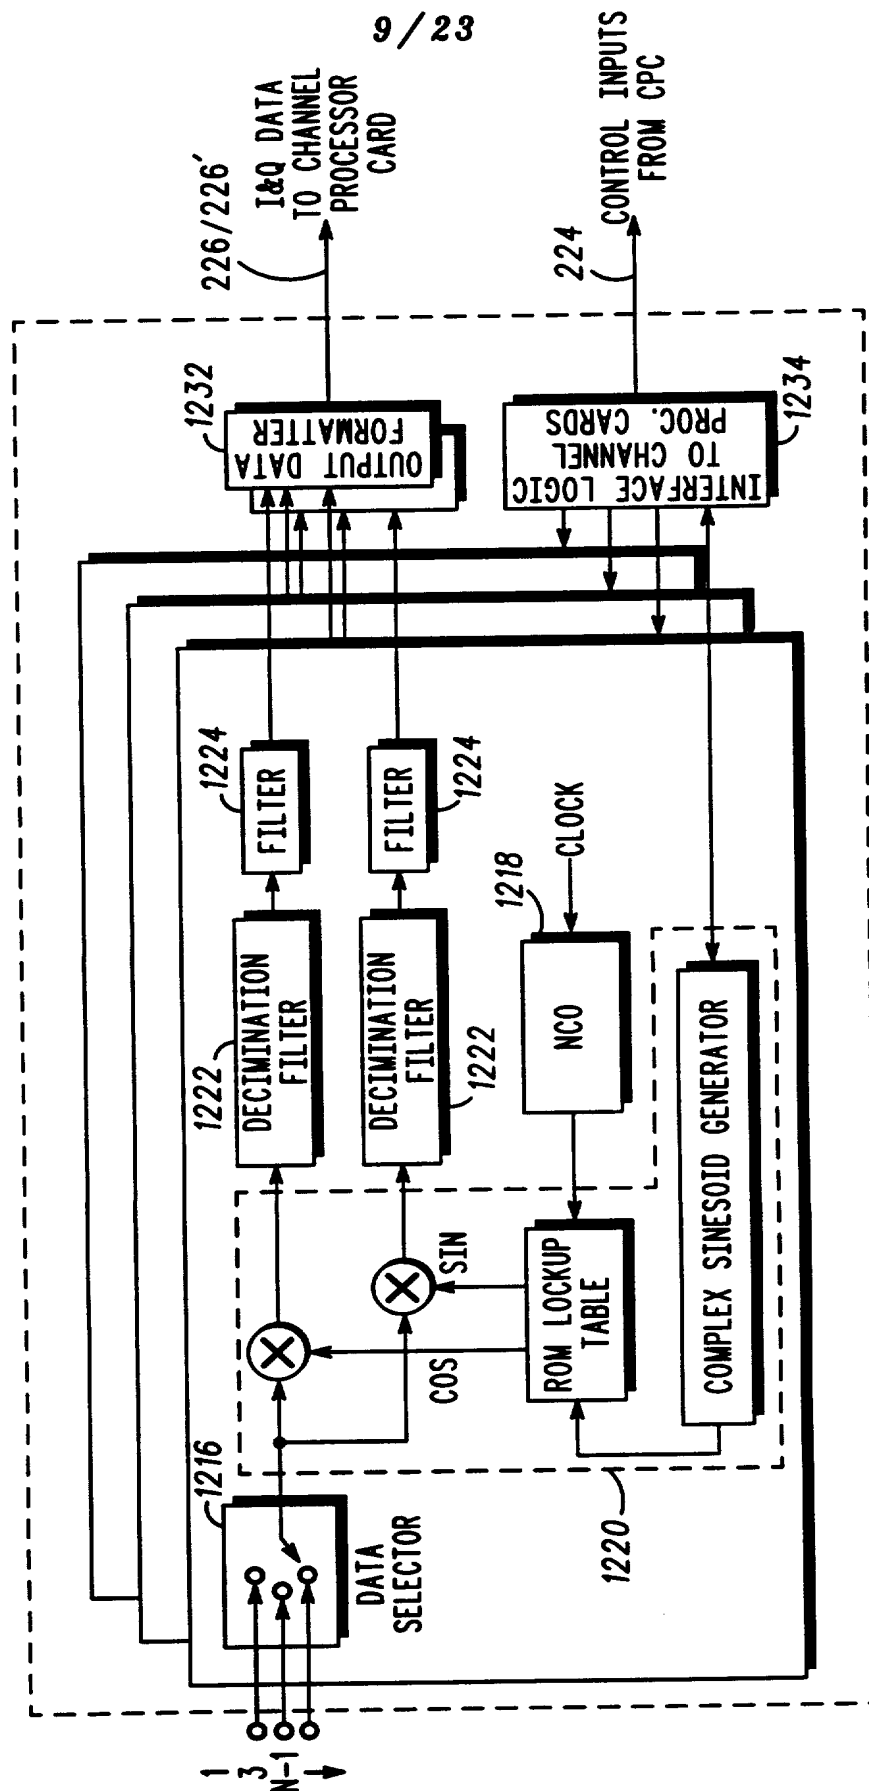 9/23
1
3
N-1
1216
DATA
SELECTOR
COS
SIN
ROM LOCKUP
TABLE
1220
COMPLEX SINESOID GENERATOR
1222
DECIMINATION
FILTER
DECIMINATION
FILTER
1222
NCO
1218
CLOCK
1224
FILTER
FILTER
1224
1232
OUTPUT DATA
FORMATTER
226/226'
I&Q DATA
TO CHANNEL
PROCESSOR
CARD
INTERFACE LOGIC
TO CHANNEL
PROC. CARDS
1234
224
CONTROL INPUTS
FROM CPC